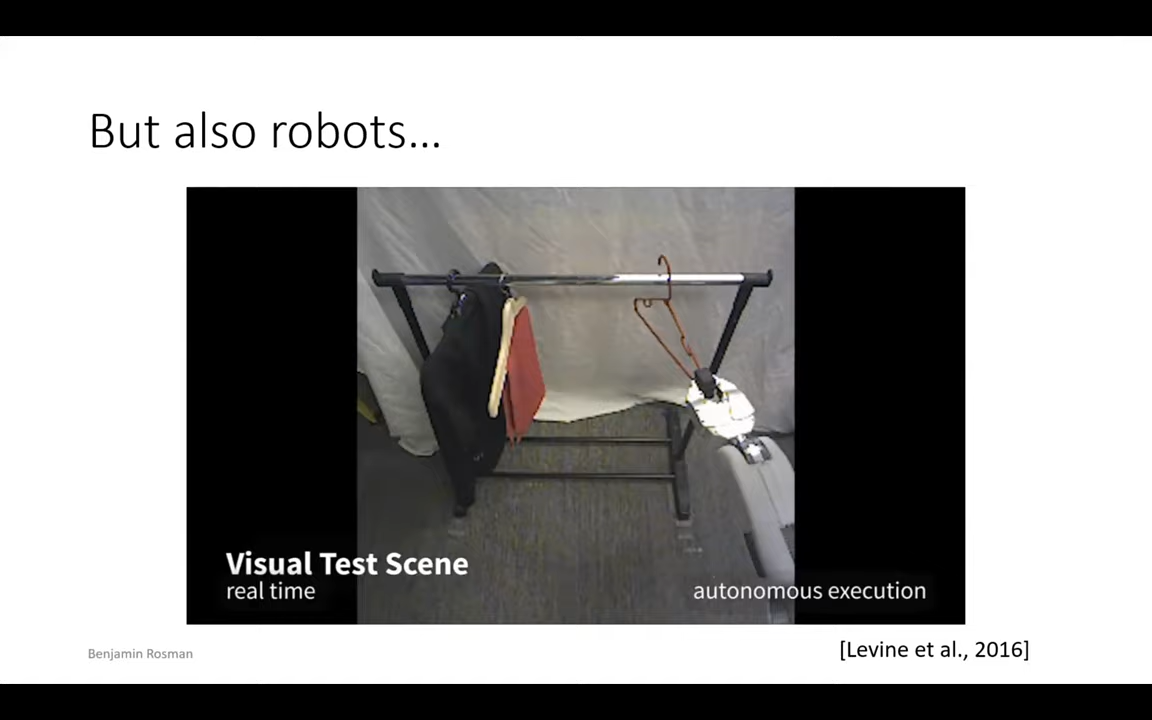 But also robots...
Visual Test Scene
real time
autonomous execution
Benjamin Rosman
[Levine et al., 2016]